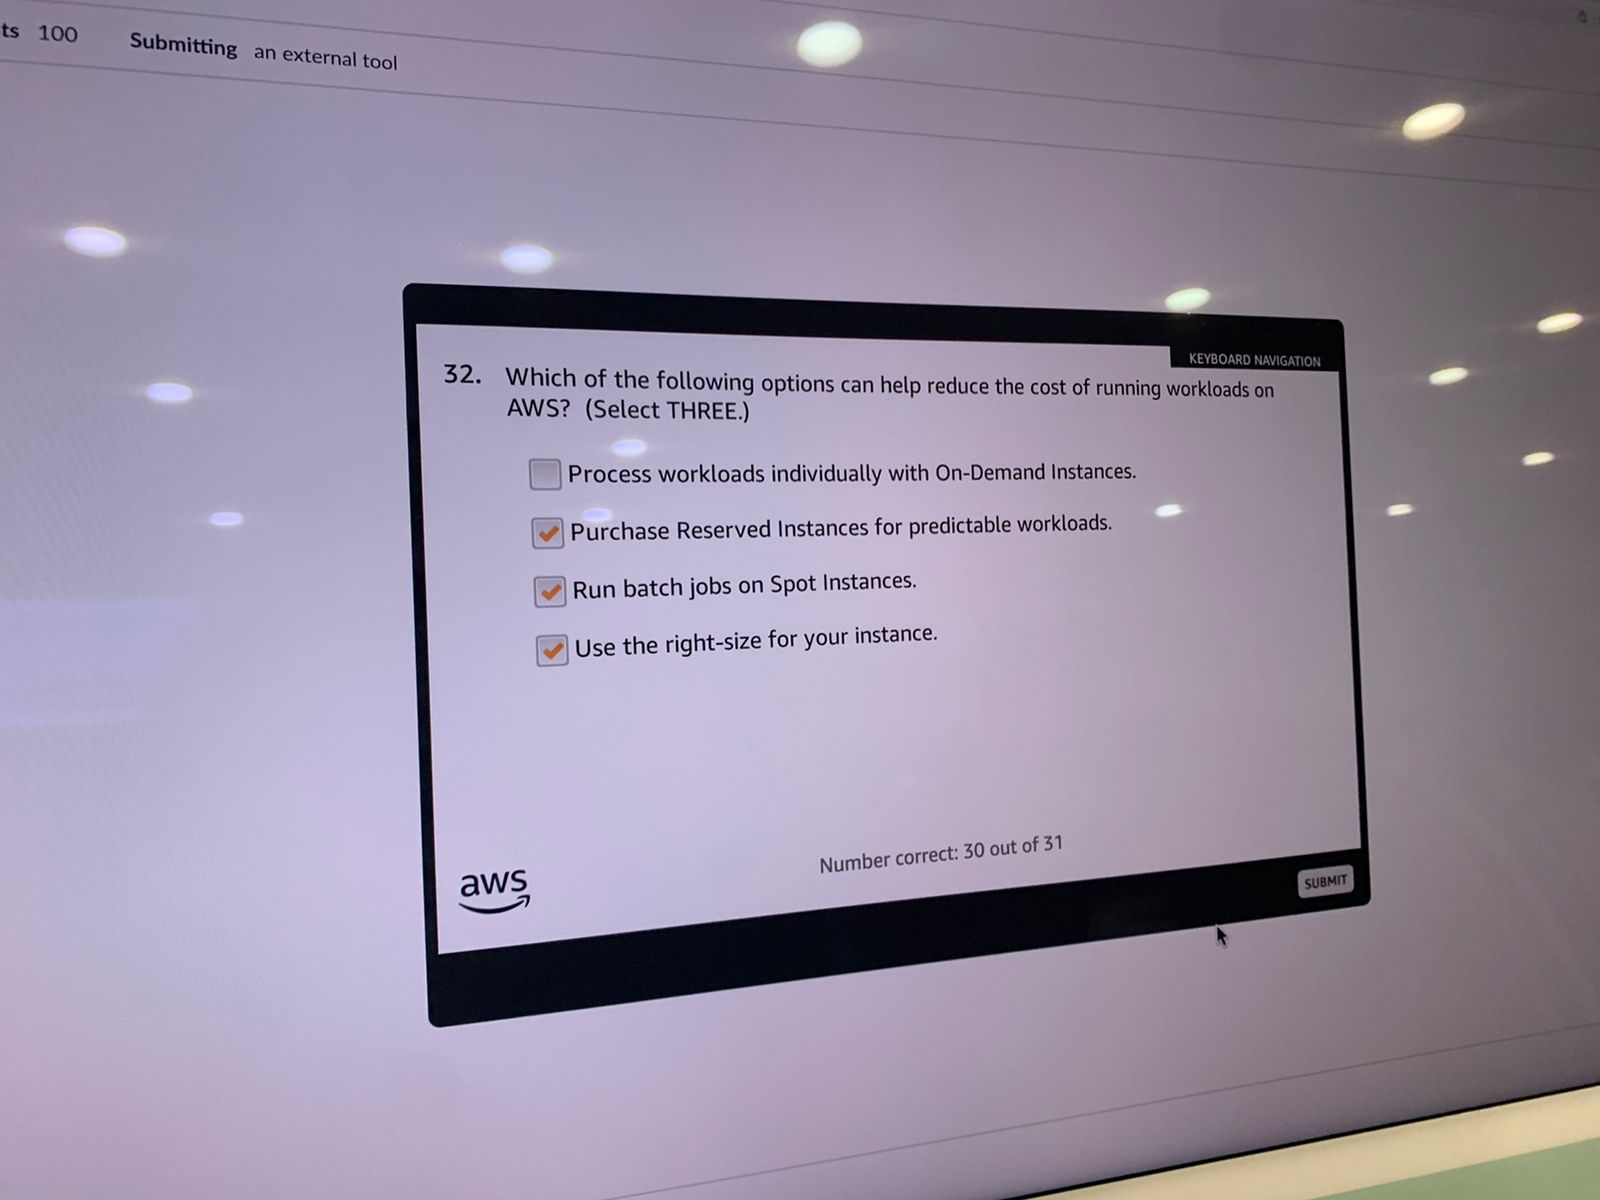 ts 100 Submitting an external tool
KEYBOARD NAVIGATION
32. Which of the following options can help reduce the cost of running workloads on
AWS? (Select THREE.)
Process workloads individually with On-Demand Instances.
Purchase Reserved Instances for predictable workloads.
Run batch jobs on Spot Instances.
Use the right-size for your instance.
Number correct: 30 out of 31
aws
SUBMIT